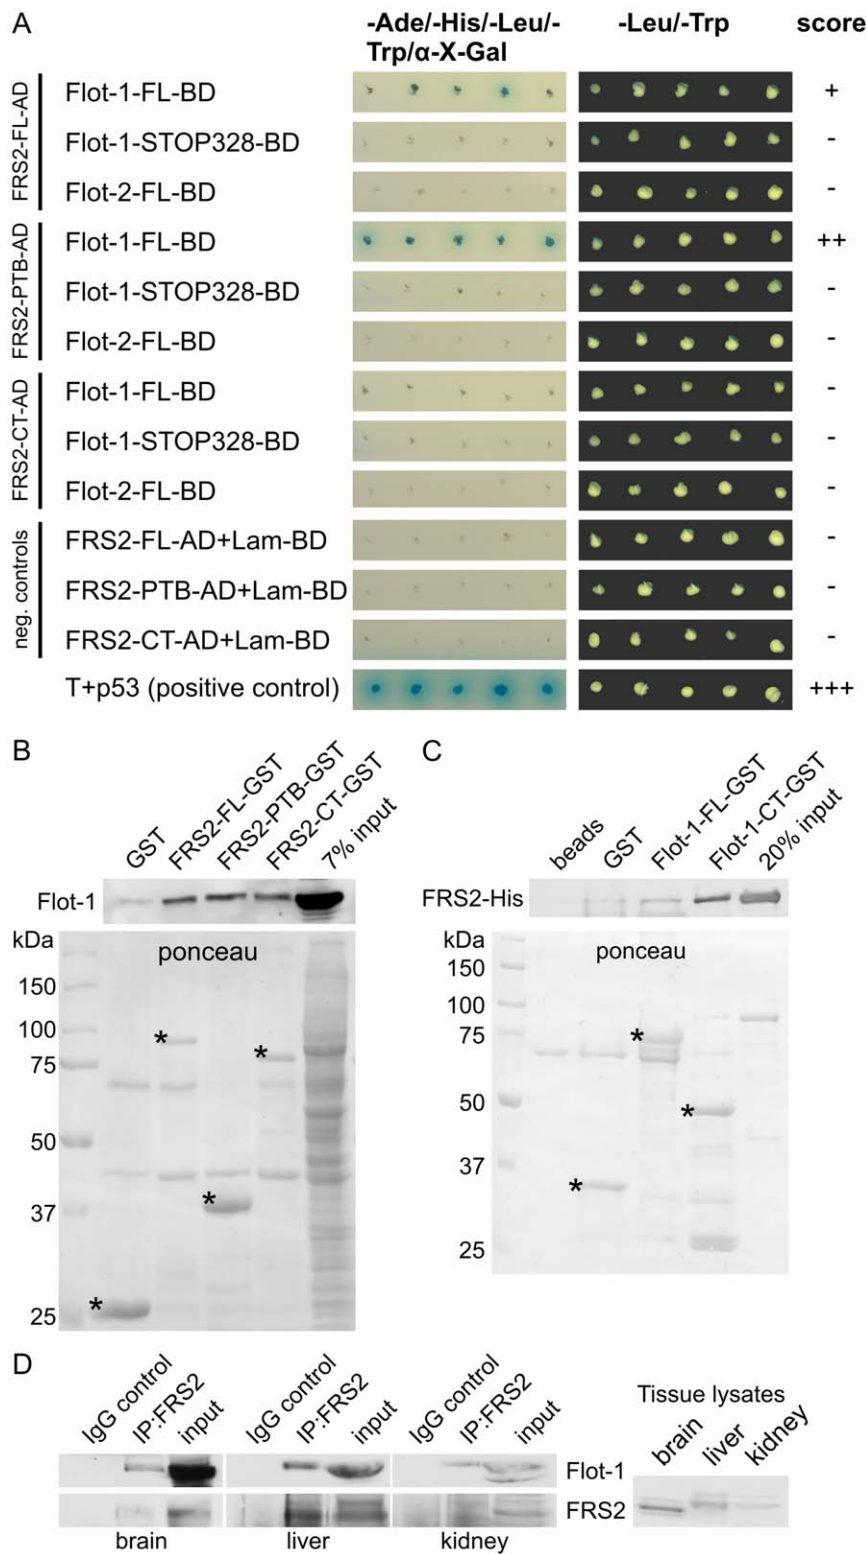 A
-Ade/-His/-Leu/-
Trp/α-X-Gal
-Leu/-Trp
score
FRS2-FL-AD
Flot-1-FL-BD +
Flot-1-STOP328-BD -
Flot-2-FL-BD -
FRS2-PTB-AD
Flot-1-FL-BD ++
Flot-1-STOP328-BD -
Flot-2-FL-BD -
FRS2-CT-AD
Flot-1-FL-BD -
Flot-1-STOP328-BD -
Flot-2-FL-BD -
neg. controls
FRS2-FL-AD+Lam-BD -
FRS2-PTB-AD+Lam-BD -
FRS2-CT-AD+Lam-BD -
T+p53 (positive control) +++
B
GST
FRS2-FL-GST
FRS2-PTB-GST
FRS2-CT-GST
7% input
Flot-1
kDa
ponceau
150
100
75
50
37
25
*
*
*
*
C
beads
GST
Flot-1-FL-GST
Flot-1-CT-GST
20% input
FRS2-His
kDa
ponceau
150
100
75
50
37
25
*
*
*
D
IgG control
IP:FRS2
input
IgG control
IP:FRS2
input
IgG control
IP:FRS2
input
Flot-1
FRS2
brain
liver
kidney
Tissue lysates
brain
liver
kidney